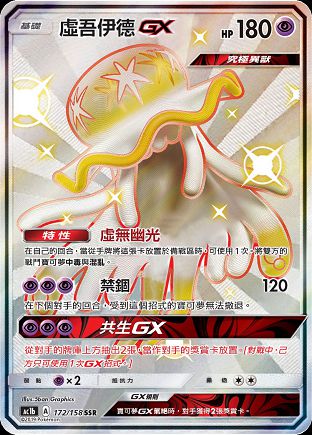 基礎 虛吾伊德GX HP 180
究極異獸
特性 虛無幽光
在自己的回合,當從手牌將這張卡放置於備戰區時,可使用1次。將雙方的
戰鬥寶可夢中毒與混亂。
禁錮 120
在下個對手的回合,受到這個招式的寶可夢無法撤退。
共生GX
從對手的牌庫上方抽出2張,當作對手的獎賞卡放置。[對戰中,己
方只可使用1次GX招式。]
弱點 ×2 抵抗力 撤退
Illus. 5ban Graphics GX規則
AC1b A 172/158 SSR 寶可夢GX氣絕時,對手獲得2張獎賞卡。
©2019 Pokémon